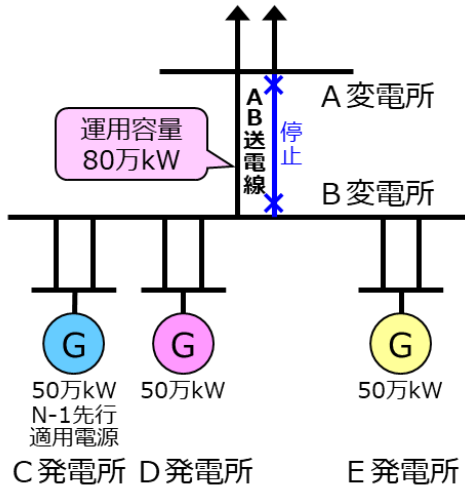 AB送電線
停止
A変電所
運用容量
80万kW
B変電所
G
G
G
50万kW
N-1先行
適用電源
50万kW
50万kW
C発電所
D発電所
E発電所